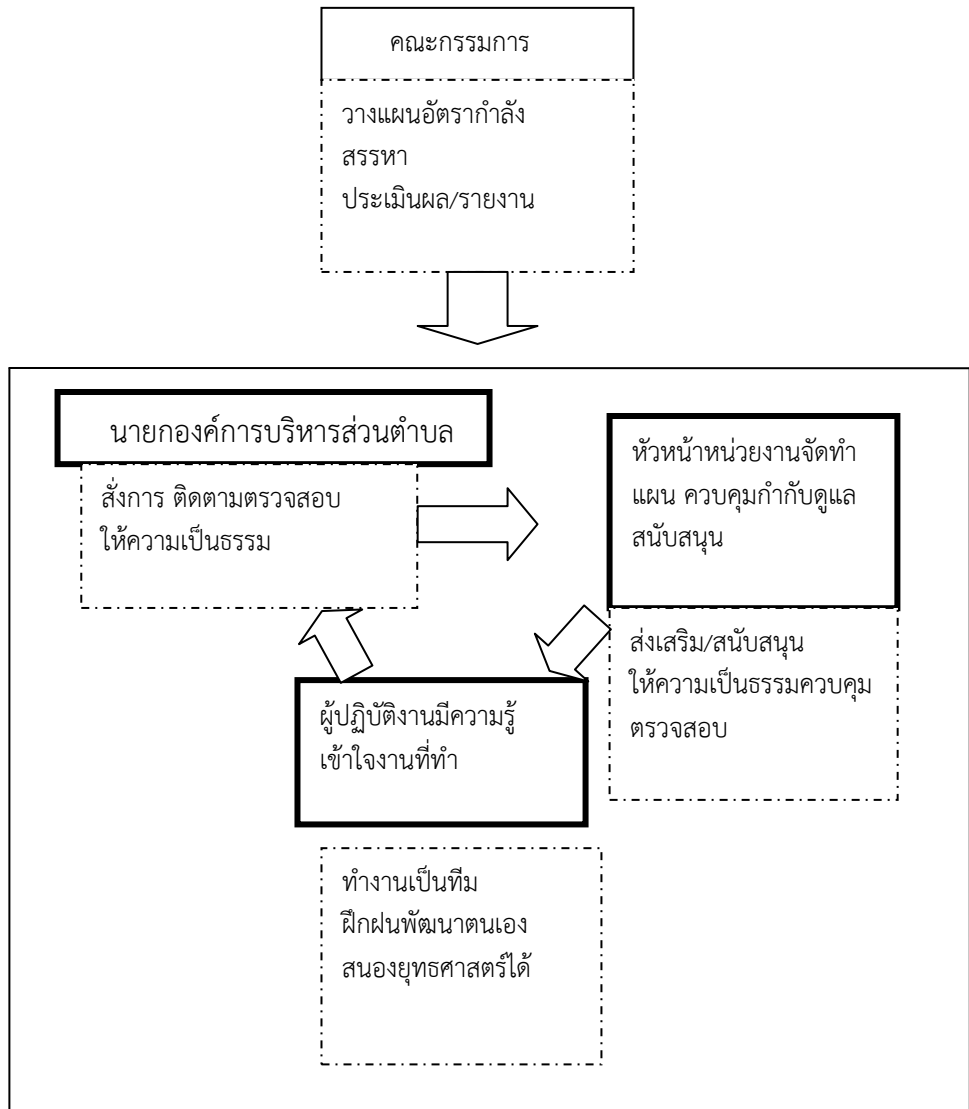 คณะกรรมการ
วางแผนอัตรากำลัง
สรรหา
ประเมินผล/รายงาน
นายกองค์การบริหารส่วนตำบล
สั่งการ ติดตามตรวจสอบ
ให้ความเป็นธรรม
หัวหน้าหน่วยงานจัดทำ
แผน ควบคุมกำกับดูแล
สนับสนุน
ส่งเสริม/สนับสนุน
ให้ความเป็นธรรมควบคุม
ตรวจสอบ
ผู้ปฏิบัติงานมีความรู้
เข้าใจงานที่ทำ
ทำงานเป็นทีม
ฝึกฝนพัฒนาตนเอง
สนองยุทธศาสตร์ได้